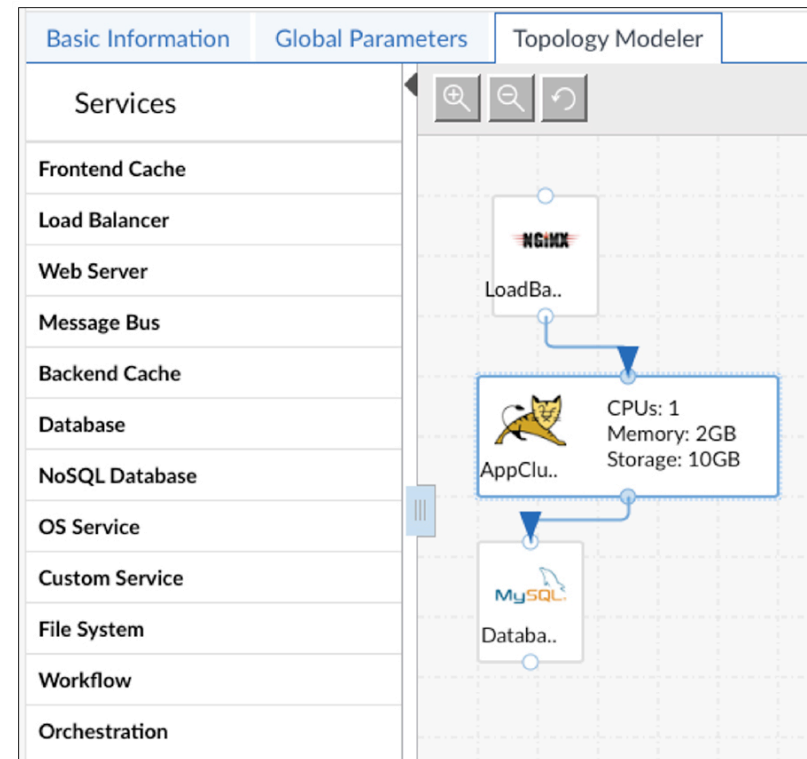 Basic Information
Global Parameters
Topology Modeler
Services
Frontend Cache
Load Balancer
Web Server
Message Bus
Backend Cache
Database
NoSQL Database
OS Service
Custom Service
File System
Workflow
Orchestration
NGiNX
LoadBa..
CPUs: 1
Memory: 2GB
Storage: 10GB
AppClu..
MySQL.
Databa..